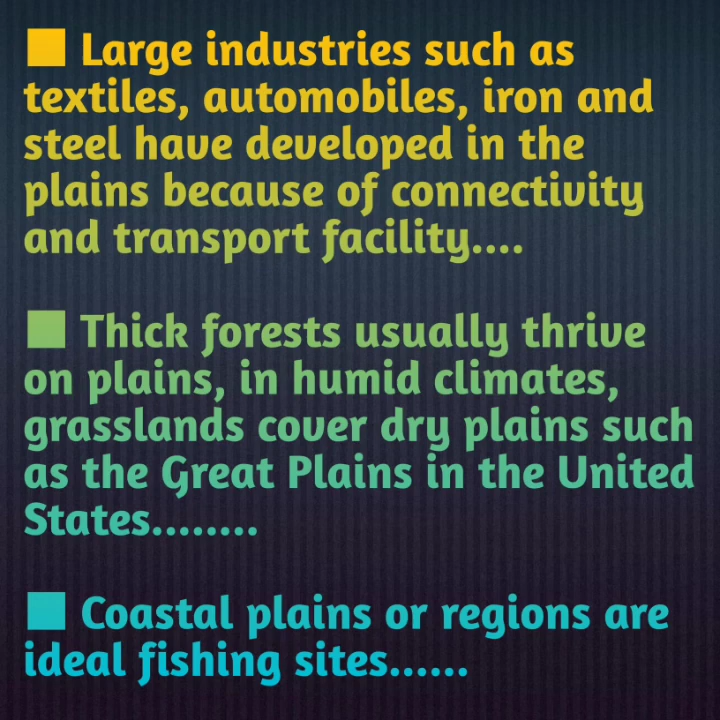 ■ Large industries such as
textiles, automobiles, iron and
steel have developed in the
plains because of connectivity
and transport facility....
■ Thick forests usually thrive
on plains, in humid climates,
grasslands cover dry plains such
as the Great Plains in the United
States........
■ Coastal plains or regions are
ideal fishing sites......